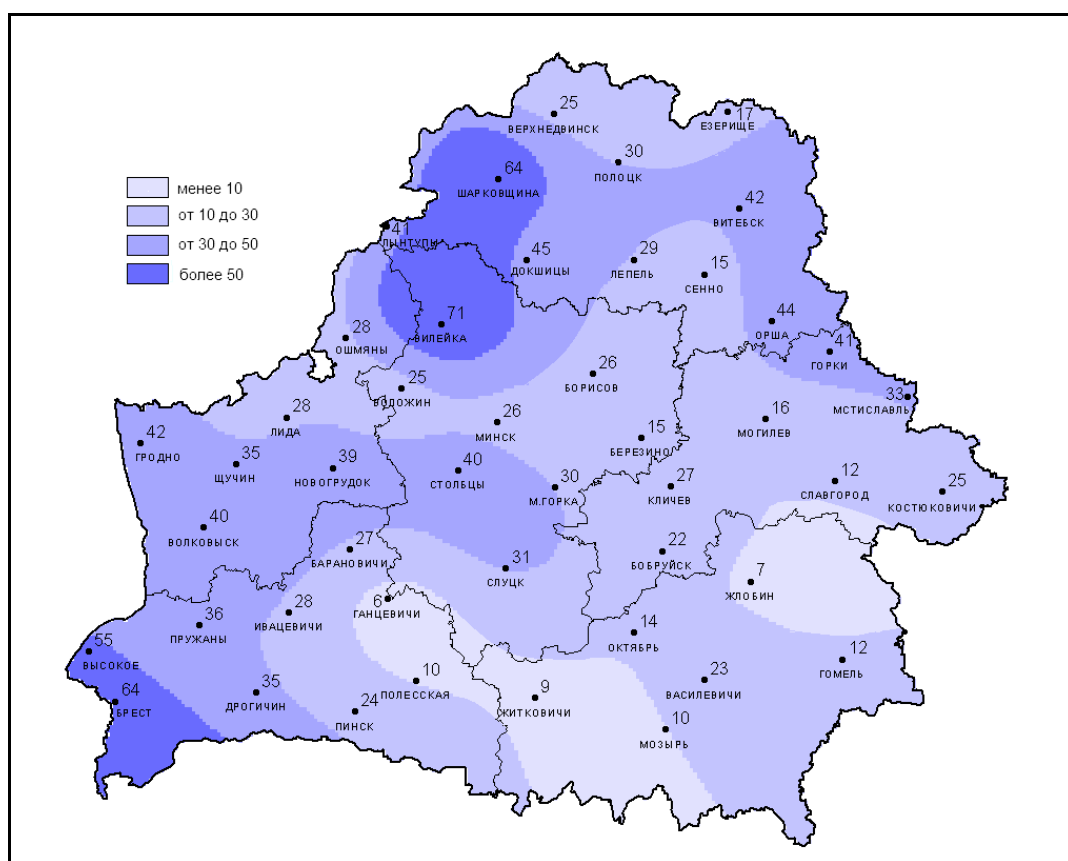 25
ВЕРХНЕДВИНСК
17
ЕЗЕРИЩЕ
30
ПОЛОЦК
64
ШАРКОВЩИНА
менее 10
от 10 до 30
от 30 до 50
более 50
42
ВИТЕБСК
41
ЛЫНТУПЫ
45
ДОКШИЦЫ
29
ЛЕПЕЛЬ
15
СЕННО
71
ВИЛЕЙКА
44
ОРША
28
ОШМЯНЫ
41
ГОРКИ
26
БОРИСОВ
25
ВОЛОЖИН
33
МСТИСЛАВЛЬ
28
ЛИДА
26
МИНСК
16
МОГИЛЕВ
42
ГРОДНО
15
БЕРЕЗИНО
35
ЩУЧИН
39
НОВОГРУДОК
40
СТОЛБЦЫ
30
М.ГОРКА
27
КЛИЧЕВ
12
СЛАВГОРОД
25
КОСТЮКОВИЧИ
40
ВОЛКОВЫСК
27
БАРАНОВИЧИ
22
БОБРУЙСК
31
СЛУЦК
7
ЖЛОБИН
6
ГАНЦЕВИЧИ
28
ИВАЦЕВИЧИ
36
ПРУЖАНЫ
14
ОКТЯБРЬ
55
ВЫСОКОЕ
12
ГОМЕЛЬ
10
ПОЛЕССКАЯ
23
ВАСИЛЕВИЧИ
64
БРЕСТ
35
ДРОГИЧИН
24
ПИНСК
9
ЖИТКОВИЧИ
10
МОЗЫРЬ